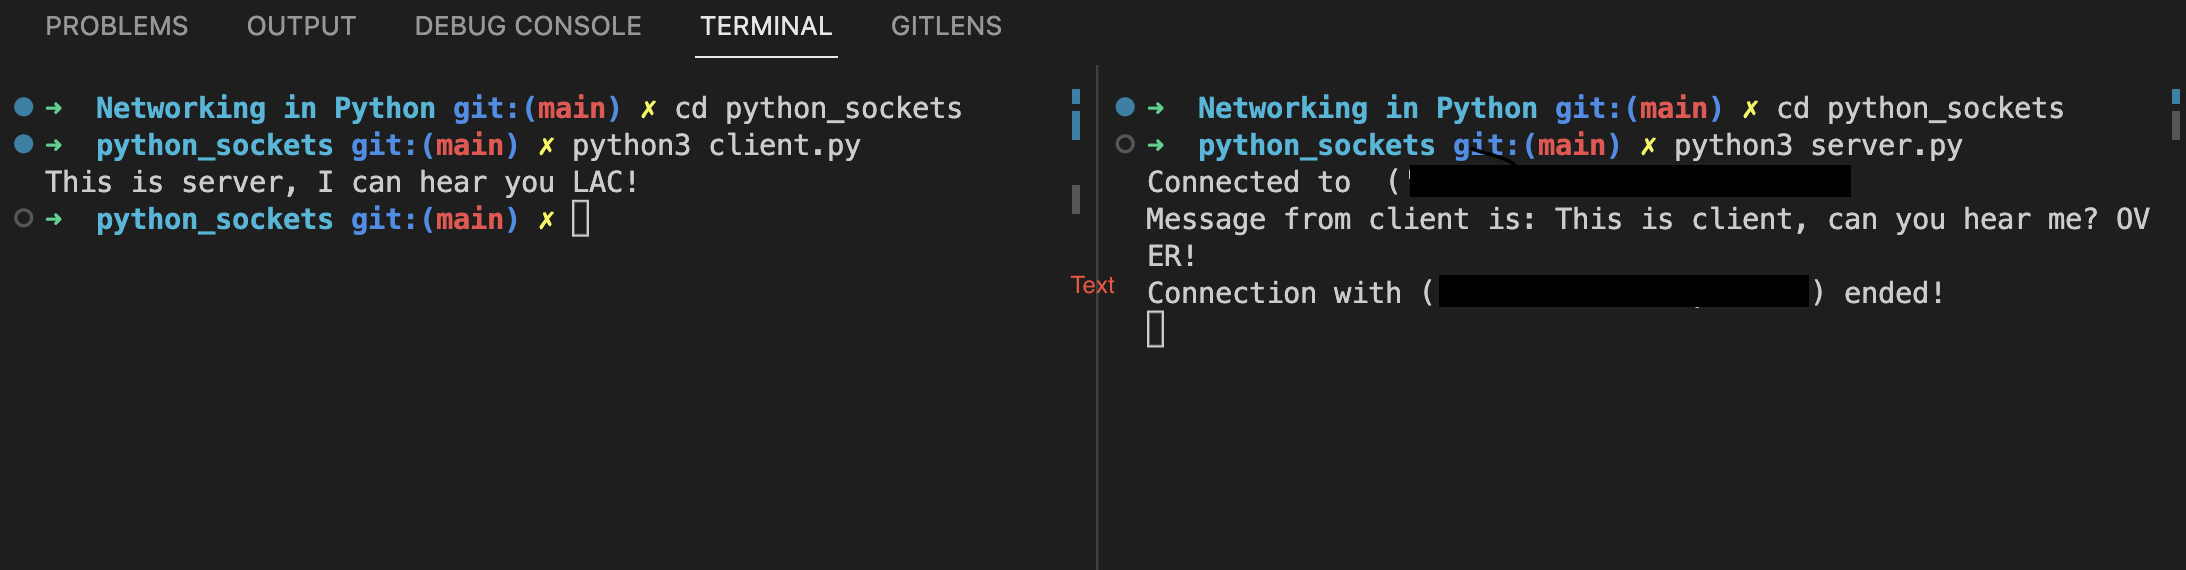 PROBLEMS OUTPUT DEBUG CONSOLE TERMINAL GITLENS
➜ Networking in Python git:(main) ✗ cd python_sockets
➜ python_sockets git:(main) ✗ python3 client.py
This is server, I can hear you LAC!
➜ python_sockets git:(main) ✗
Text
➜ Networking in Python git:(main) ✗ cd python_sockets
➜ python_sockets git:(main) ✗ python3 server.py
Connected to ('
Message from client is: This is client, can you hear me? OV
ER!
Connection with ( ) ended!